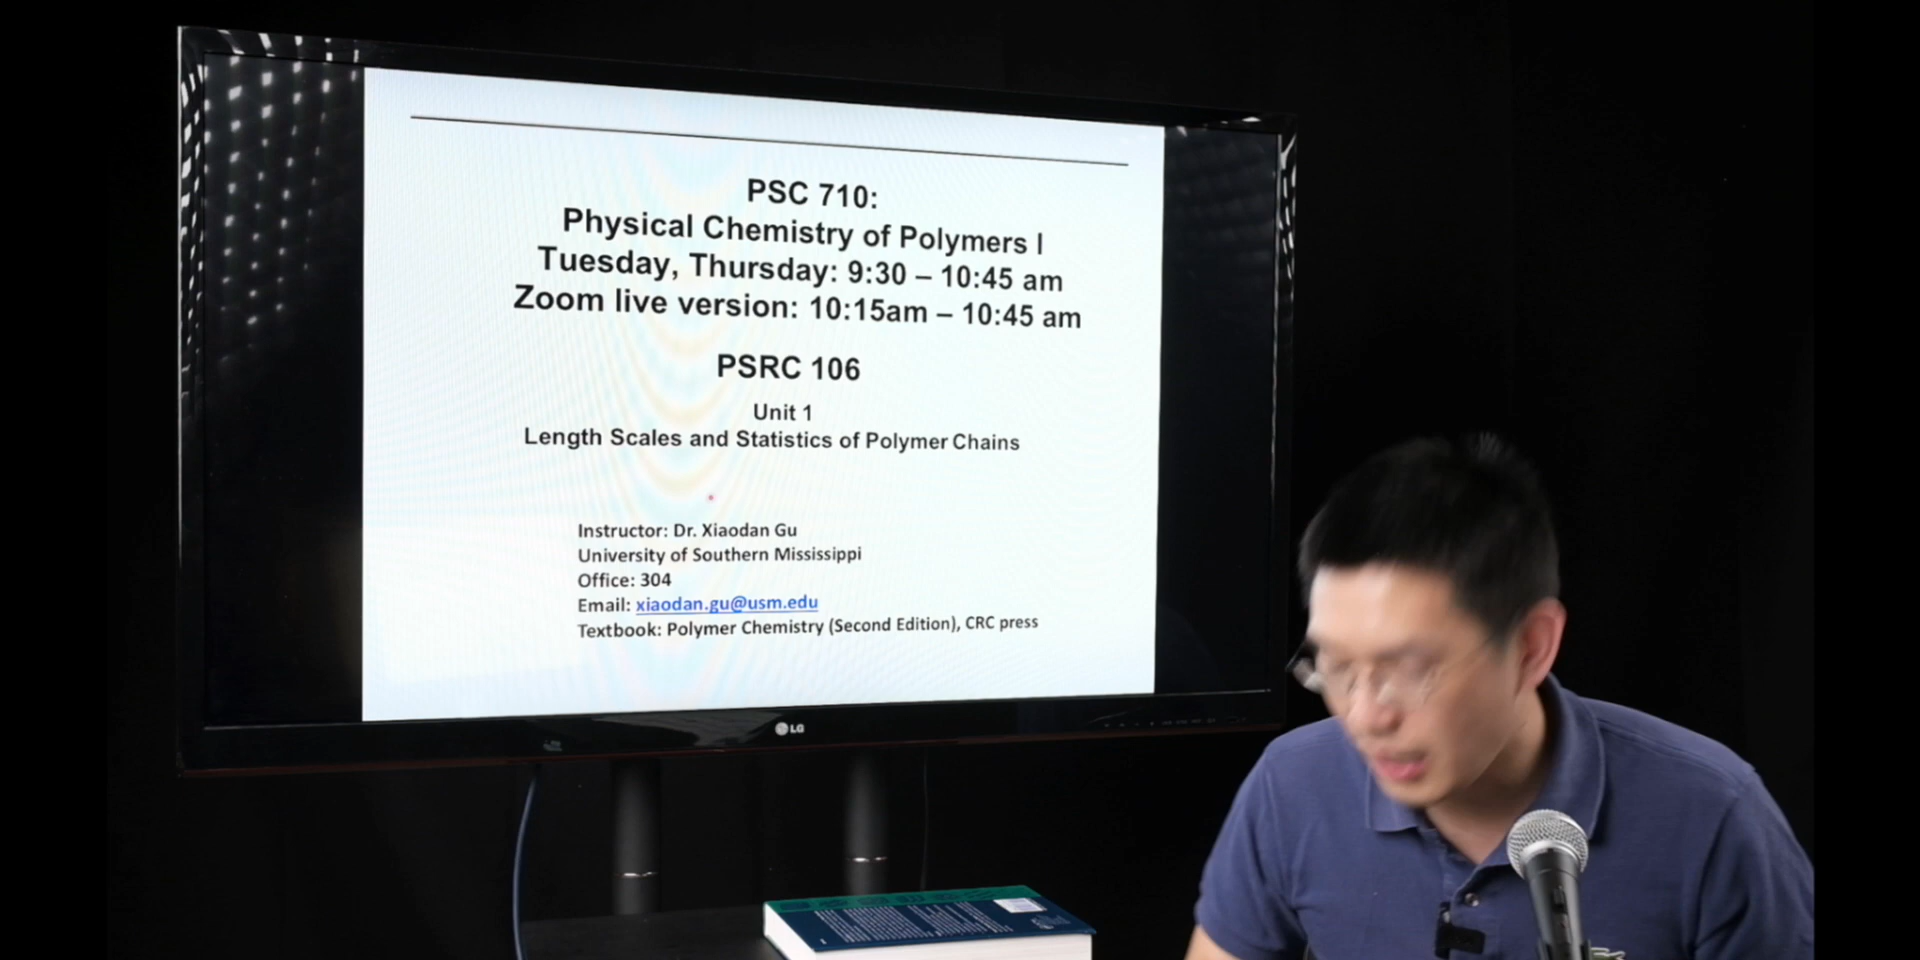 PSC 710:
Physical Chemistry of Polymers I
Tuesday, Thursday: 9:30 – 10:45 am
Zoom live version: 10:15am – 10:45 am
PSRC 106
Unit 1
Length Scales and Statistics of Polymer Chains
Instructor: Dr. Xiaodan Gu
University of Southern Mississippi
Office: 304
Email: xiaodan.gu@usm.edu
Textbook: Polymer Chemistry (Second Edition), CRC press
LG